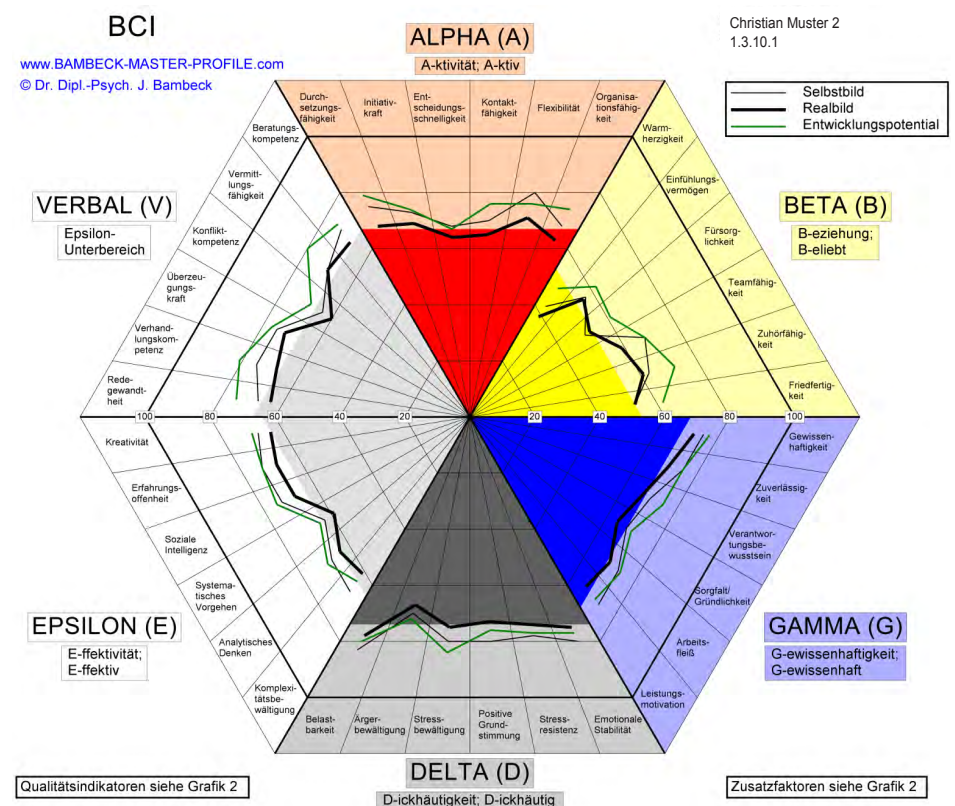 BCI
www.BAMBECK-MASTER-PROFILE.com
© Dr. Dipl.-Psych. J. Bambeck
ALPHA (A)
A-ktivität; A-ktiv
Christian Muster 2
1.3.10.1
Selbstbild
Realbild
Entwicklungspotential
Durch-
setzungs-
fähigkeit
Initiativ-
kraft
Ent-
scheidungs-
schnelligkeit
Kontakt-
fähigkeit
Flexibilität
Organisa-
tionsfähig-
keit
VERBAL (V)
Epsilon-
Unterbereich
Beratungs-
kompetenz
Vermitt-
lungs-
fähigkeit
Konflikt-
kompetenz
Überzeu-
gungs-
kraft
Verhand-
lungskom-
petenz
Rede-
gewandt-
heit
BETA (B)
B-eziehung;
B-eliebt
Warm-
herzigkeit
Einfühlungs-
vermögen
Fürsorg-
lichkeit
Teamfähig-
keit
Zuhörfähig-
keit
Friedfertig-
keit
100
80
60
40
20
20
40
60
80
100
EPSILON (E)
E-ffektivität;
E-ffektiv
Kreativität
Erfahrungs-
offenheit
Soziale
Intelligenz
Systema-
tisches
Vorgehen
Analytisches
Denken
Komplexi-
tätsbe-
wältigung
GAMMA (G)
G-ewissenhaftigkeit;
G-ewissenhaft
Gewissen-
haftigkeit
Zuverlässig-
keit
Verantwor-
tungsbe-
wusstsein
Sorgfalt/
Gründlichkeit
Arbeits-
fleiß
Leistungs-
motivation
Belast-
barkeit
Ärger-
bewältigung
Stress-
bewältigung
Positive
Grund-
stimmung
Stress-
resistenz
Emotionale
Stabilität
DELTA (D)
D-ickhäutigkeit; D-ickhäutig
Qualitätsindikatoren siehe Grafik 2
Zusatzfaktoren siehe Grafik 2